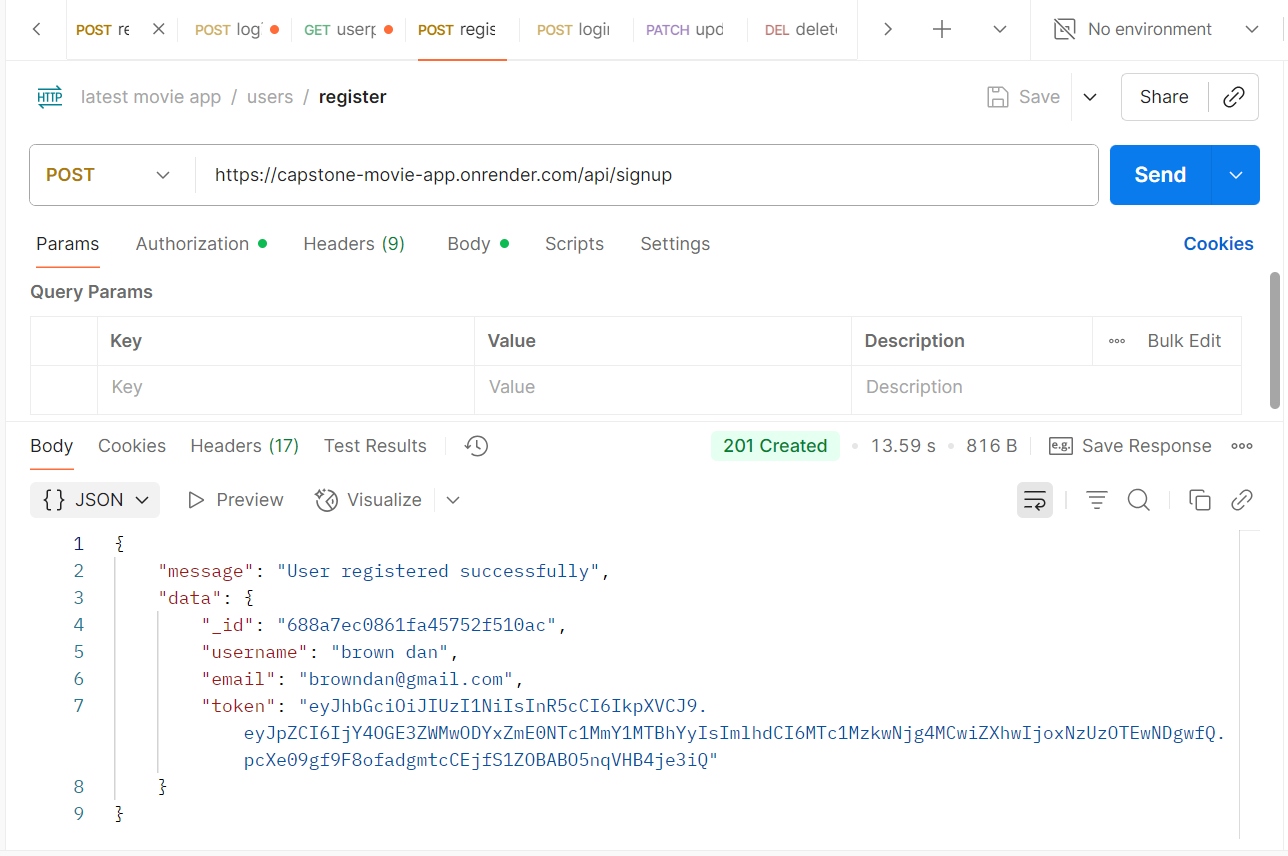 POST re POST logi GET userp POST regis POST logii POST PATCH upd DEL delete No environment
HTTP latest movie app / users / register Save Share
POST https://capstone-movie-app.onrender.com/api/signup Send
Params Authorization Headers (9) Body Scripts Settings Cookies
Query Params
Key Value Description Bulk Edit
Key Value Description
Body Cookies Headers (17) Test Results 201 Created 13.59 s 816 B e.g. Save Response
{} JSON Preview Visualize
1 {
2 "message": "User registered successfully",
3 "data": {
4 "_id": "688a7ec0861fa45752f510ac",
5 "username": "brown dan",
6 "email": "browndan@gmail.com",
7 "token": "eyJhbGciOiJIUzI1NiIsInR5cCI6IkpXVCJ9.
eyJpZCI6IjY4OGE3ZWMwODYxZmE0NTc1MmY1MTBhYyIsImlhdCI6MTc1MzkwNjg4MCwiZXhwIjoxNzUzOTEwNDgwfQ.
pcXe09gf9F8ofadgmtcCEjfS1ZOBABO5nqVHB4je3iQ"
8 }
9 }